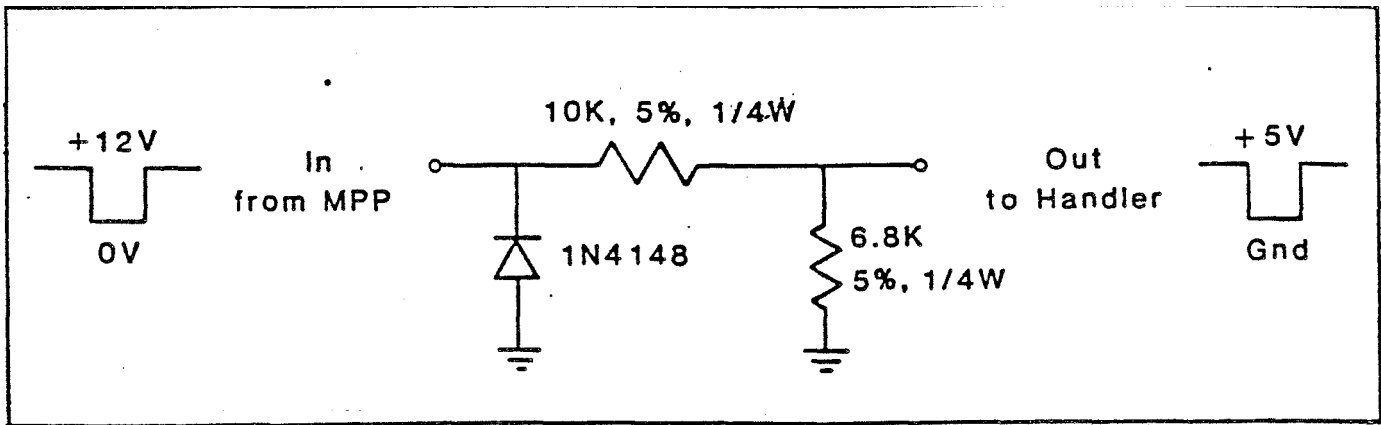 10K, 5%, 1/4W
+12V
In
from MPP
0V
1N4148
6.8K
5%, 1/4W
Out
to Handler
+5V
Gnd